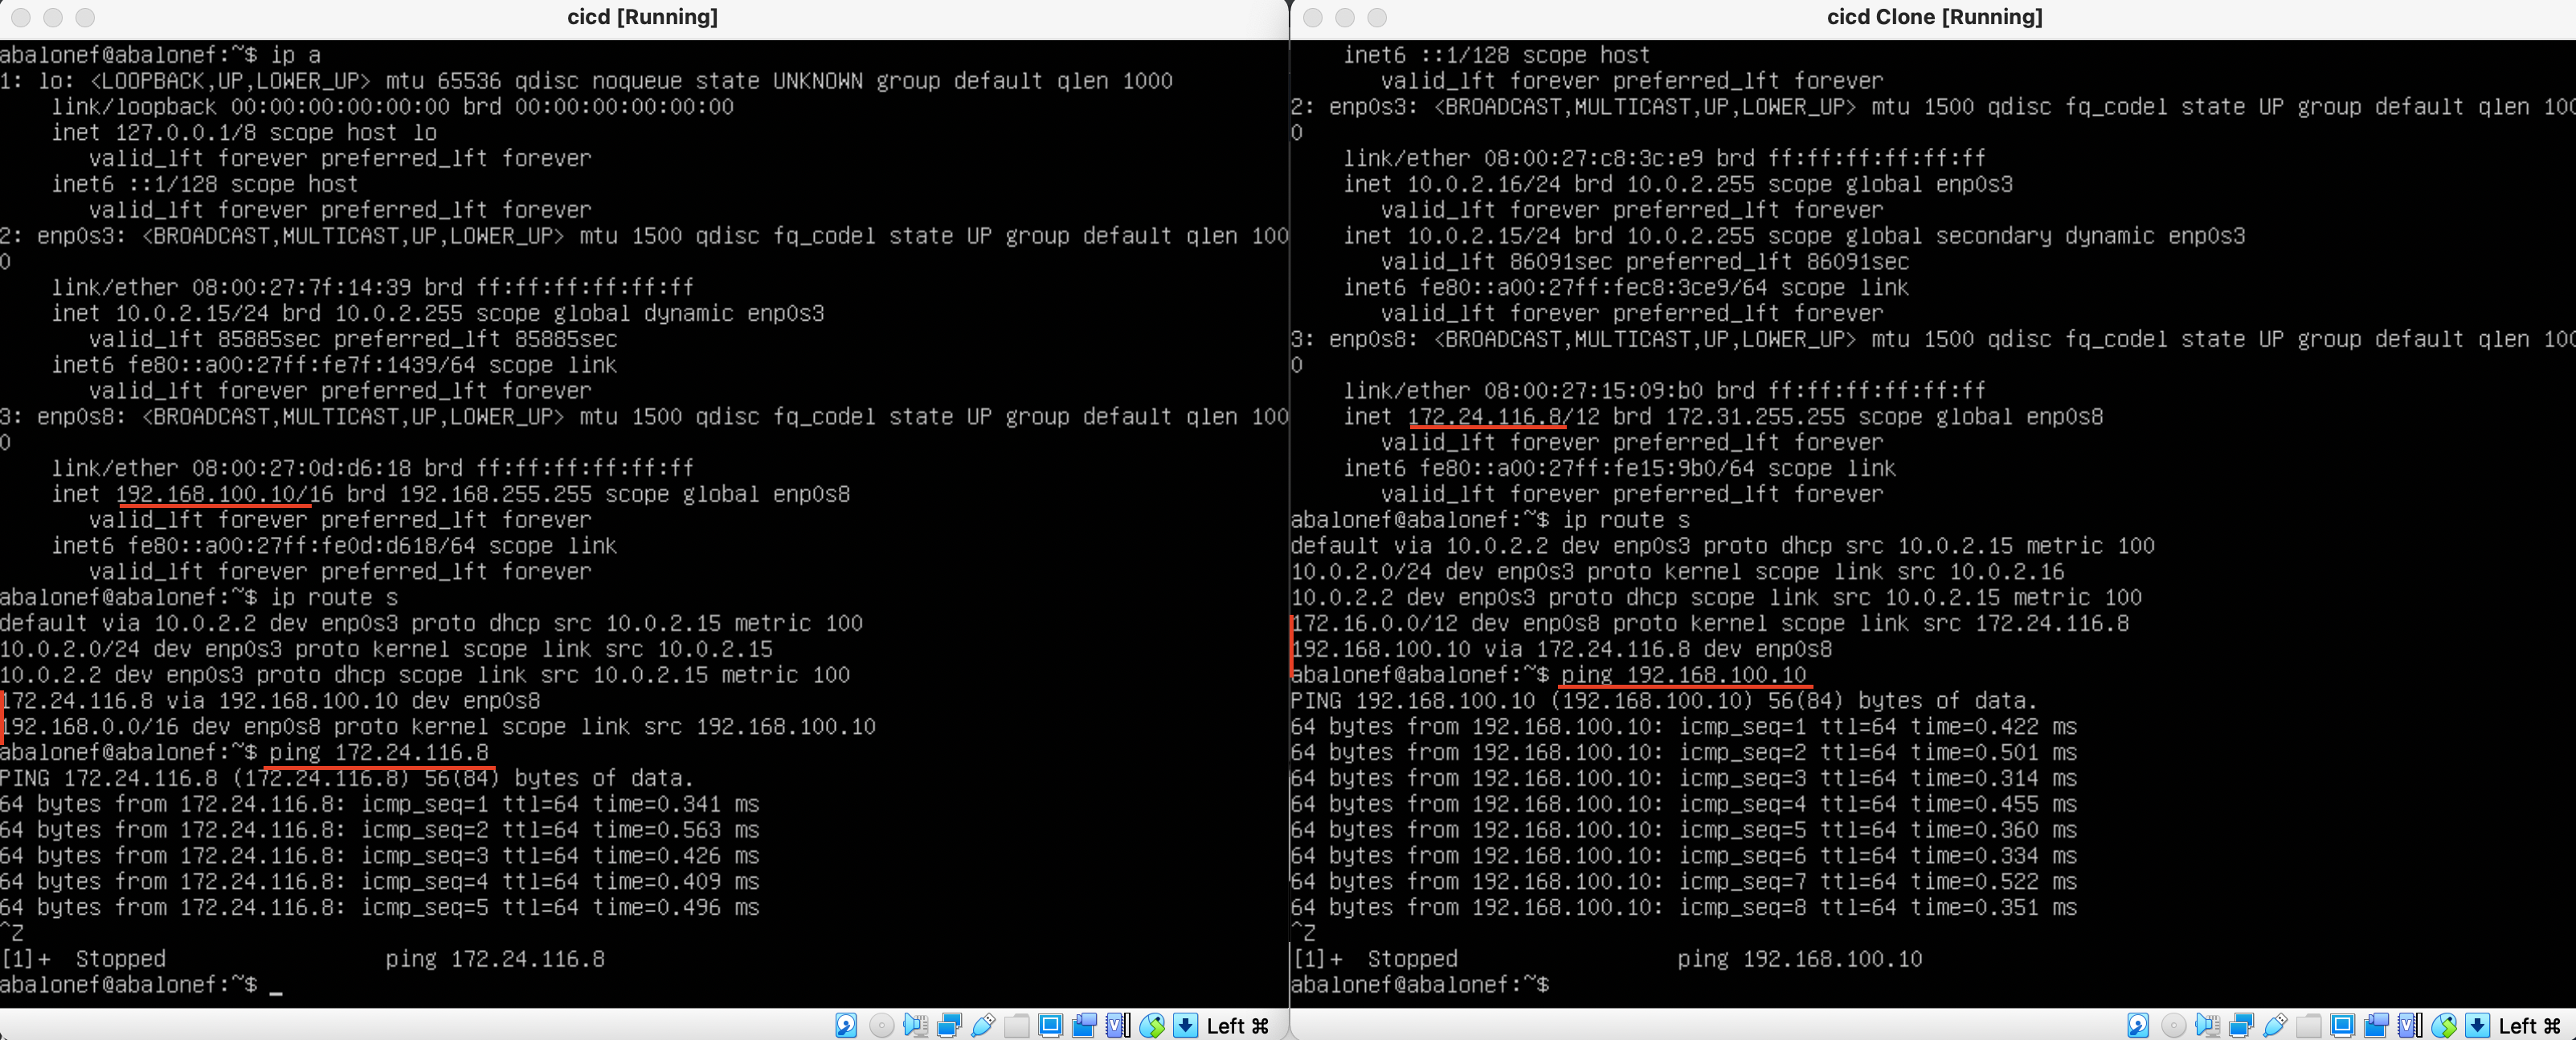 cicd [Running]
abalonef@abalonef:~$ ip a
1: lo: <LOOPBACK,UP,LOWER_UP> mtu 65536 qdisc noqueue state UNKNOWN group default qlen 1000
link/loopback 00:00:00:00:00:00 brd 00:00:00:00:00:00
inet 127.0.0.1/8 scope host lo
valid_lft forever preferred_lft forever
inet6 ::1/128 scope host
valid_lft forever preferred_lft forever
2: enp0s3: <BROADCAST,MULTICAST,UP,LOWER_UP> mtu 1500 qdisc fq_codel state UP group default qlen 100
0
link/ether 08:00:27:7f:14:39 brd ff:ff:ff:ff:ff:ff
inet 10.0.2.15/24 brd 10.0.2.255 scope global dynamic enp0s3
valid_lft 85885sec preferred_lft 85885sec
inet6 fe80::a00:27ff:fe7f:1439/64 scope link
valid_lft forever preferred_lft forever
3: enp0s8: <BROADCAST,MULTICAST,UP,LOWER_UP> mtu 1500 qdisc fq_codel state UP group default qlen 100
0
link/ether 08:00:27:0d:d6:18 brd ff:ff:ff:ff:ff:ff
inet 192.168.100.10/16 brd 192.168.255.255 scope global enp0s8
valid_lft forever preferred_lft forever
inet6 fe80::a00:27ff:fe0d:d618/64 scope link
valid_lft forever preferred_lft forever
abalonef@abalonef:~$ ip route s
default via 10.0.2.2 dev enp0s3 proto dhcp src 10.0.2.15 metric 100
10.0.2.0/24 dev enp0s3 proto kernel scope link src 10.0.2.15
10.0.2.2 dev enp0s3 proto dhcp scope link src 10.0.2.15 metric 100
172.24.116.8 via 192.168.100.10 dev enp0s8
192.168.0.0/16 dev enp0s8 proto kernel scope link src 192.168.100.10
abalonef@abalonef:~$ ping 172.24.116.8
PING 172.24.116.8 (172.24.116.8) 56(84) bytes of data.
64 bytes from 172.24.116.8: icmp_seq=1 ttl=64 time=0.341 ms
64 bytes from 172.24.116.8: icmp_seq=2 ttl=64 time=0.563 ms
64 bytes from 172.24.116.8: icmp_seq=3 ttl=64 time=0.426 ms
64 bytes from 172.24.116.8: icmp_seq=4 ttl=64 time=0.409 ms
64 bytes from 172.24.116.8: icmp_seq=5 ttl=64 time=0.496 ms
^Z
[1]+ Stopped ping 172.24.116.8
abalonef@abalonef:~$ _
Left ⌘
cicd Clone [Running]
inet6 ::1/128 scope host
valid_lft forever preferred_lft forever
2: enp0s3: <BROADCAST,MULTICAST,UP,LOWER_UP> mtu 1500 qdisc fq_codel state UP group default qlen 100
0
link/ether 08:00:27:c8:3c:e9 brd ff:ff:ff:ff:ff:ff
inet 10.0.2.16/24 brd 10.0.2.255 scope global enp0s3
valid_lft forever preferred_lft forever
inet 10.0.2.15/24 brd 10.0.2.255 scope global secondary dynamic enp0s3
valid_lft 86091sec preferred_lft 86091sec
inet6 fe80::a00:27ff:fec8:3ce9/64 scope link
valid_lft forever preferred_lft forever
3: enp0s8: <BROADCAST,MULTICAST,UP,LOWER_UP> mtu 1500 qdisc fq_codel state UP group default qlen 100
0
link/ether 08:00:27:15:09:b0 brd ff:ff:ff:ff:ff:ff
inet 172.24.116.8/12 brd 172.31.255.255 scope global enp0s8
valid_lft forever preferred_lft forever
inet6 fe80::a00:27ff:fe15:9b0/64 scope link
valid_lft forever preferred_lft forever
abalonef@abalonef:~$ ip route s
default via 10.0.2.2 dev enp0s3 proto dhcp src 10.0.2.15 metric 100
10.0.2.0/24 dev enp0s3 proto kernel scope link src 10.0.2.16
10.0.2.2 dev enp0s3 proto dhcp scope link src 10.0.2.15 metric 100
172.16.0.0/12 dev enp0s8 proto kernel scope link src 172.24.116.8
192.168.100.10 via 172.24.116.8 dev enp0s8
abalonef@abalonef:~$ ping 192.168.100.10
PING 192.168.100.10 (192.168.100.10) 56(84) bytes of data.
64 bytes from 192.168.100.10: icmp_seq=1 ttl=64 time=0.422 ms
64 bytes from 192.168.100.10: icmp_seq=2 ttl=64 time=0.501 ms
64 bytes from 192.168.100.10: icmp_seq=3 ttl=64 time=0.314 ms
64 bytes from 192.168.100.10: icmp_seq=4 ttl=64 time=0.455 ms
64 bytes from 192.168.100.10: icmp_seq=5 ttl=64 time=0.360 ms
64 bytes from 192.168.100.10: icmp_seq=6 ttl=64 time=0.334 ms
64 bytes from 192.168.100.10: icmp_seq=7 ttl=64 time=0.522 ms
64 bytes from 192.168.100.10: icmp_seq=8 ttl=64 time=0.351 ms
^Z
[1]+ Stopped ping 192.168.100.10
abalonef@abalonef:~$
Left ⌘